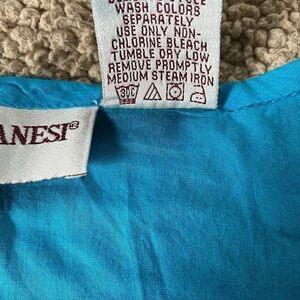 WASH COLORS
SEPARATELY
USE ONLY NON-
CHLORINE BLEACH
TUMBLE DRY LOW
REMOVE PROMPTLY
MEDIUM STEAM IRON
ANESI®